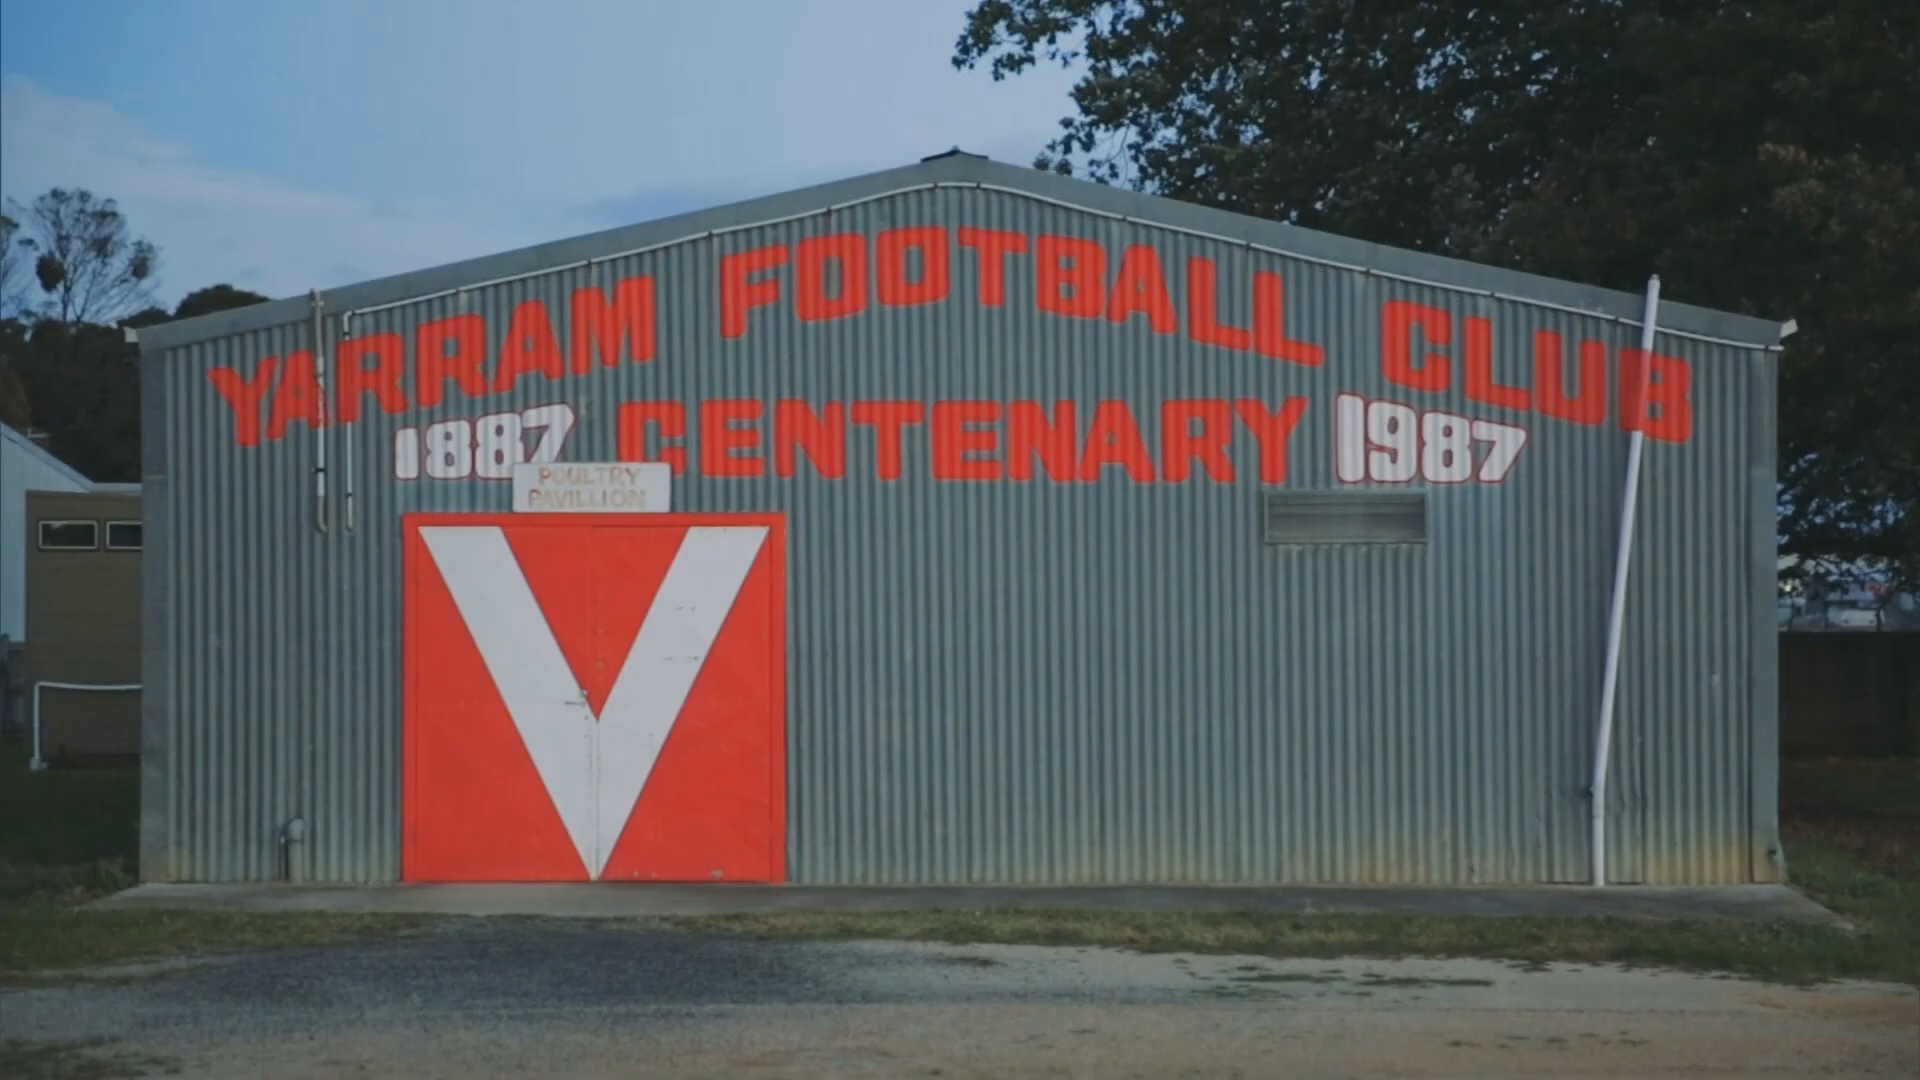 YARRAM FOOTBALL CLUB
1887 CENTENARY 1987
POULTRY
PAVILLION
V